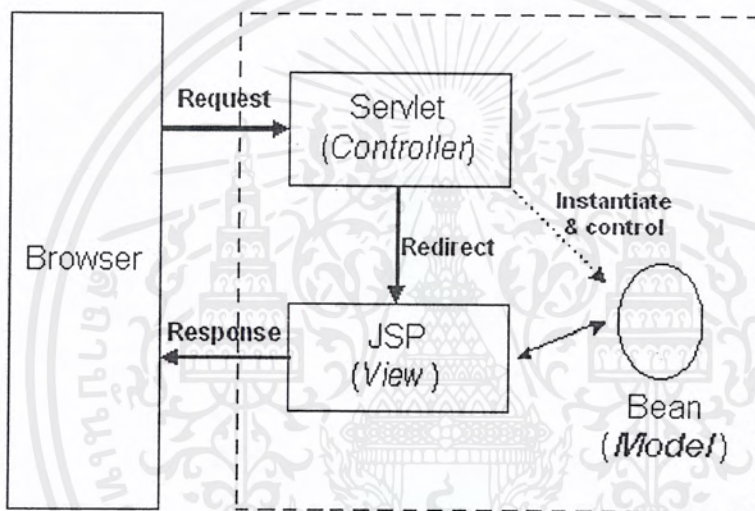 Browser
Request
Servlet
(Controller)
Instantiate
& control
Redirect
Response
JSP
(View )
Bean
(Model)